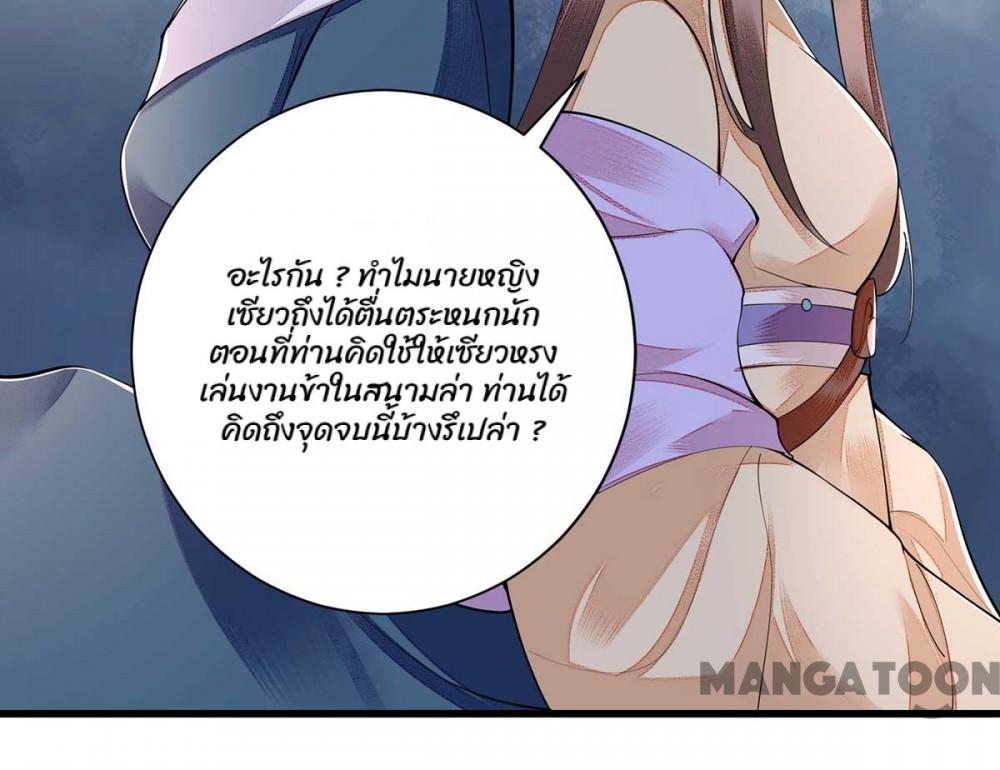 อะไรกัน ? ทำไมนายหญิง
เซียวถึงได้ตื่นตระหนกนัก
ตอนที่ท่านคิดใช้ให้เซียวหรง
เล่นงานข้าในสนามล่า ท่านได้
คิดถึงจุดจบนี้บ้างรึเปล่า ?
MANGATOON